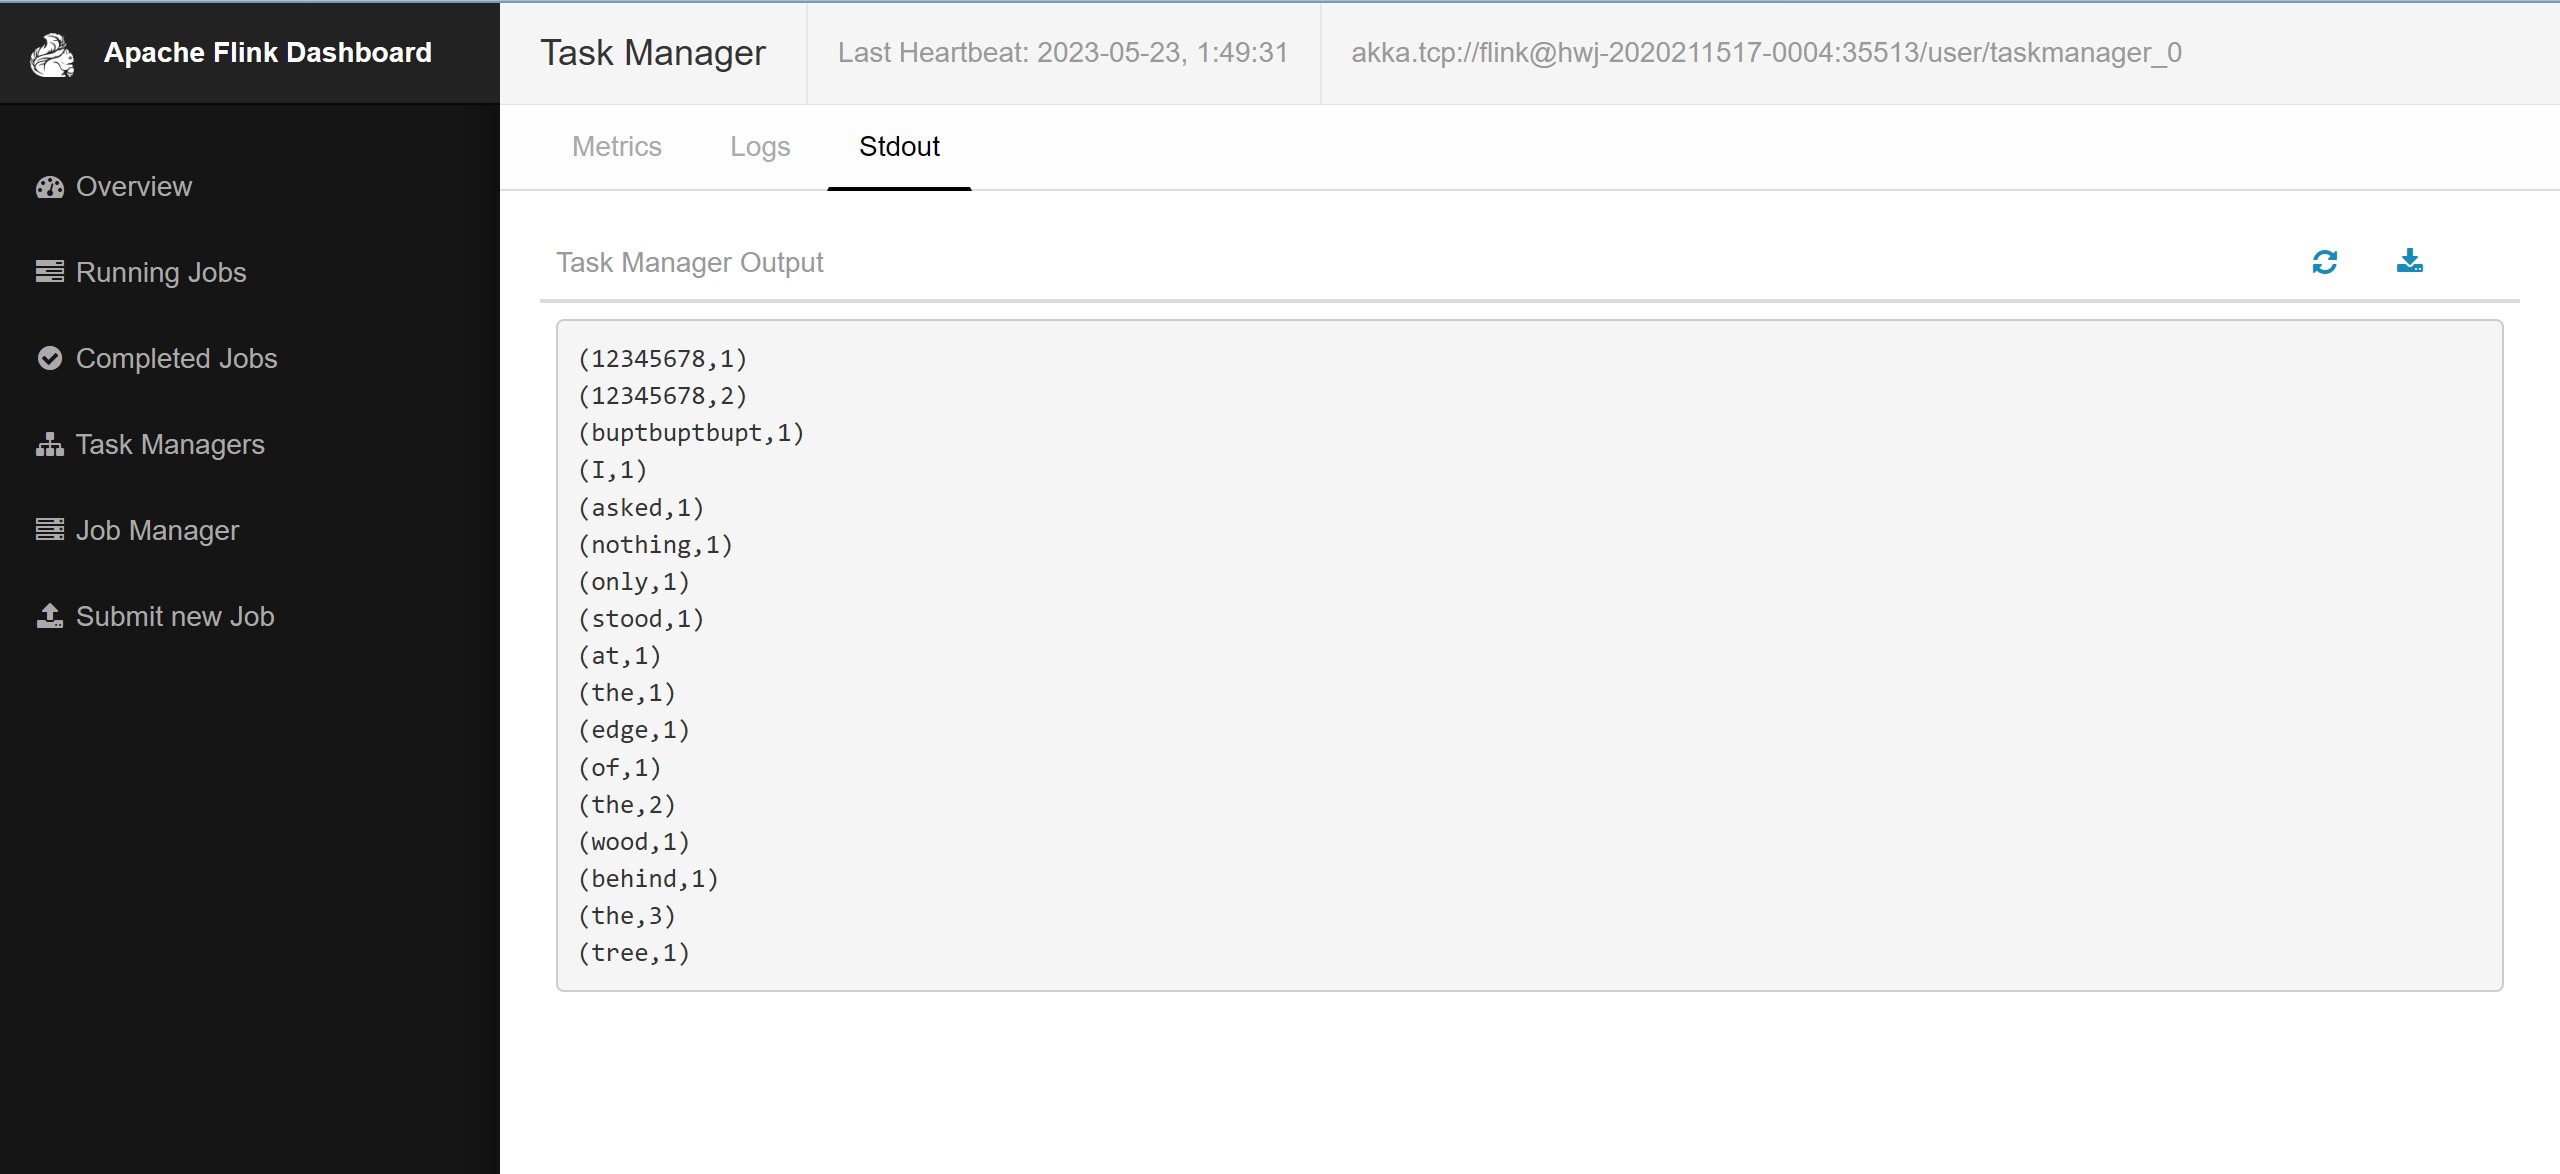 Apache Flink Dashboard
Task Manager
Last Heartbeat: 2023-05-23, 1:49:31
akka.tcp://flink@hwj-2020211517-0004:35513/user/taskmanager_0
Overview
Running Jobs
Completed Jobs
Task Managers
Job Manager
Submit new Job
Metrics
Logs
Stdout
Task Manager Output
(12345678,1)
(12345678,2)
(buptbuptbupt,1)
(I,1)
(asked,1)
(nothing,1)
(only,1)
(stood,1)
(at,1)
(the,1)
(edge,1)
(of,1)
(the,2)
(wood,1)
(behind,1)
(the,3)
(tree,1)